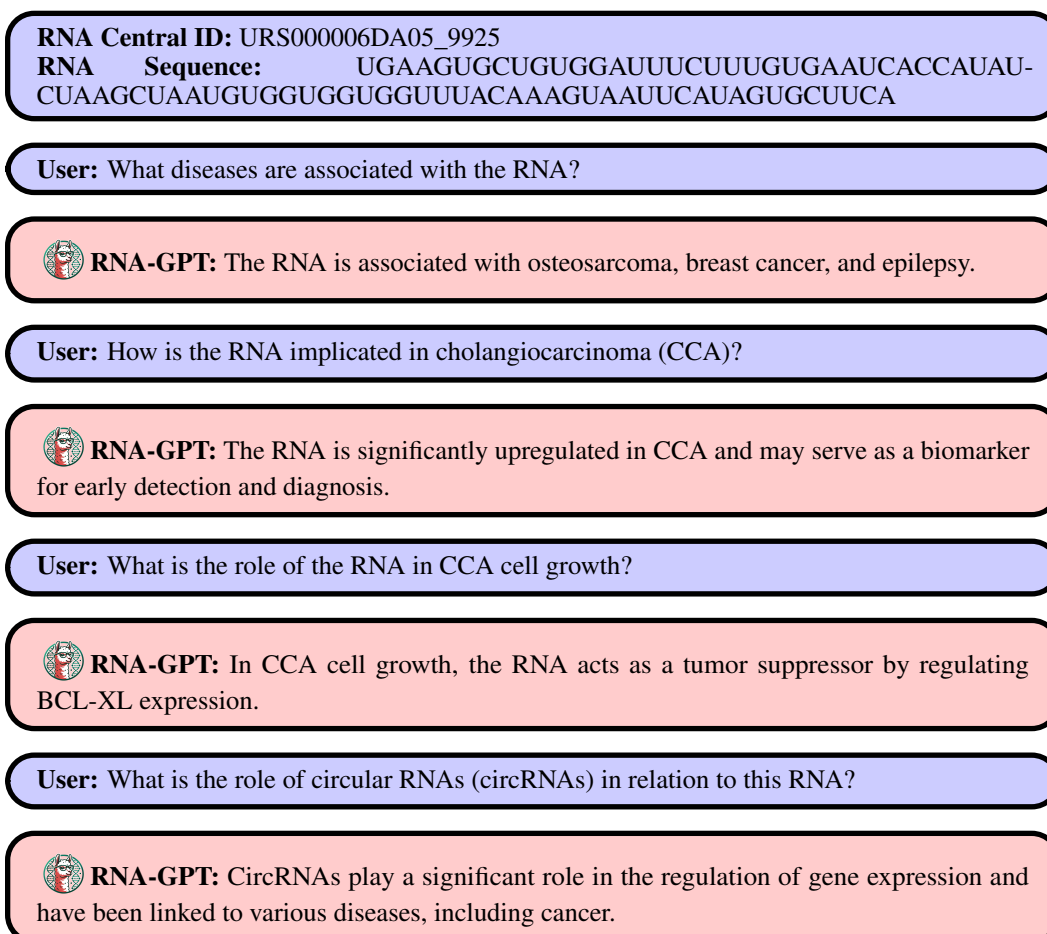 RNA Central ID: URS000006DA05_9925
RNA Sequence: UGAAGUGCUGUGGAUUUCUUUGUGAAUCACCAUAU-
CUAAGCUAAUGUGGUGGUGGUUUACAAAGUAAUUCAUAGUGCUUCA
User: What diseases are associated with the RNA?
RNA-GPT: The RNA is associated with osteosarcoma, breast cancer, and epilepsy.
User: How is the RNA implicated in cholangiocarcinoma (CCA)?
RNA-GPT: The RNA is significantly upregulated in CCA and may serve as a biomarker
for early detection and diagnosis.
User: What is the role of the RNA in CCA cell growth?
RNA-GPT: In CCA cell growth, the RNA acts as a tumor suppressor by regulating
BCL-XL expression.
User: What is the role of circular RNAs (circRNAs) in relation to this RNA?
RNA-GPT: CircRNAs play a significant role in the regulation of gene expression and
have been linked to various diseases, including cancer.